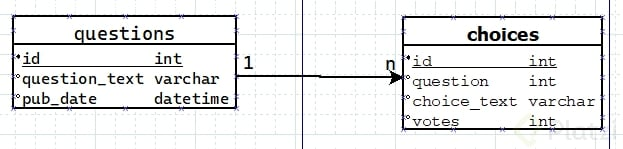 questions
id int
question_text varchar
pub_date datetime
1
n
choices
id int
question int
choice_text varchar
votes int